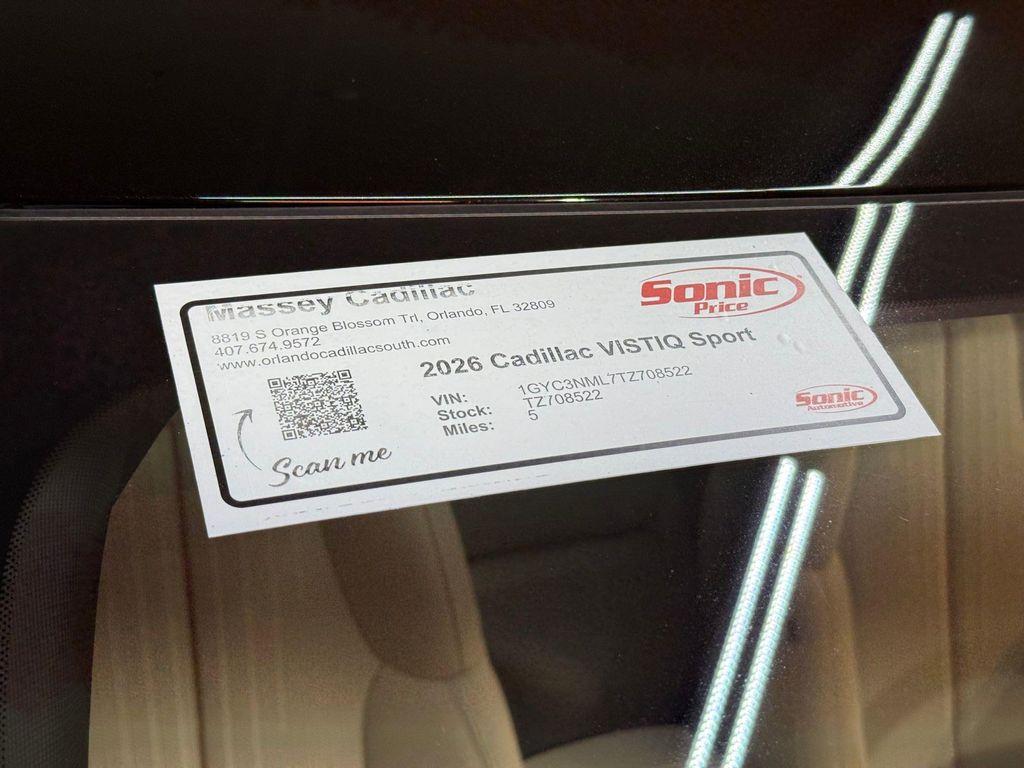 Massey Cadillac
8819 S Orange Blossom Trl, Orlando, FL 32809
407.674.9572
www.orlandocadillacsouth.com
Sonic
Price
2026 Cadillac VISTIQ Sport
VIN: 1GYC3NML7TZ708522
Stock: TZ708522
Miles: 5
Scan me
Sonic
Automotive